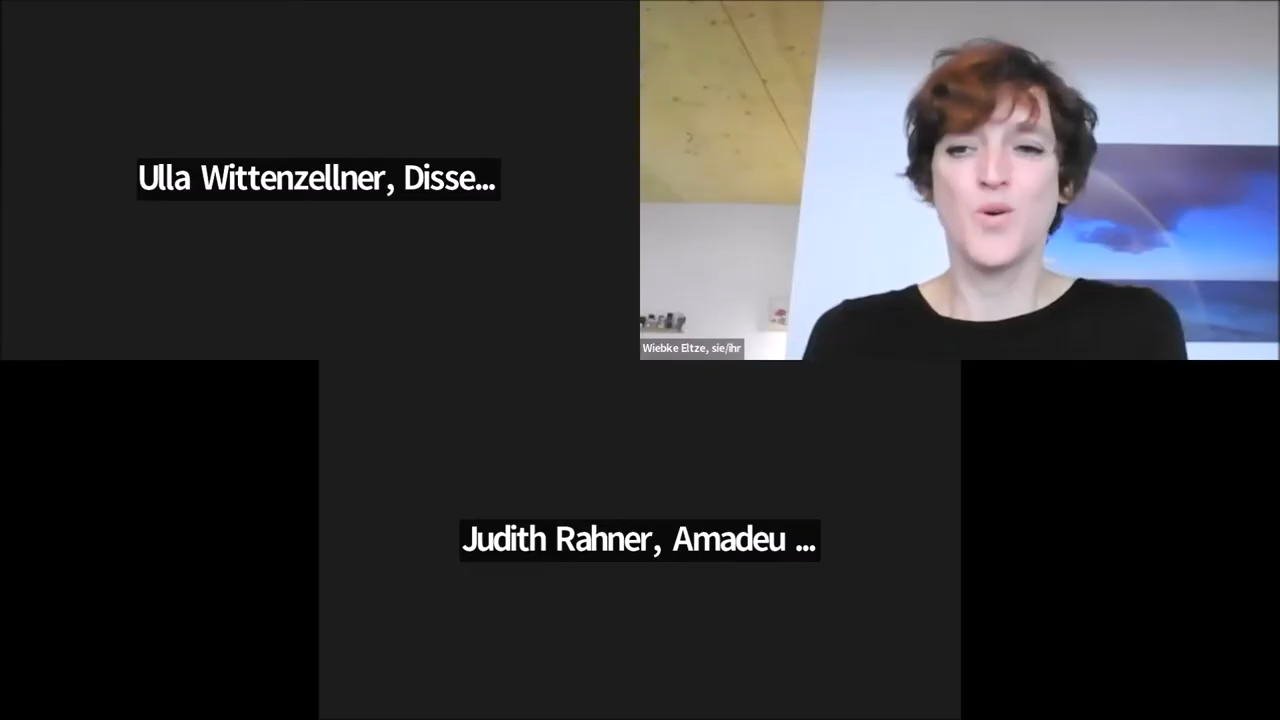 Ulla Wittenzellner, Disse...
Wiebke Eltze, sie/ihr
Judith Rahner, Amadeu ...